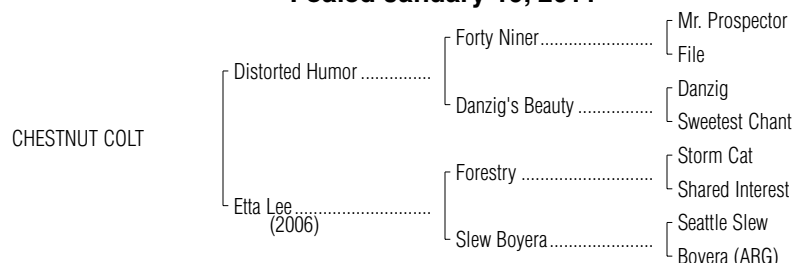 Foaled January 16, 2011
Mr. Prospector
Forty Niner
File
Distorted Humor
Danzig
Danzig's Beauty
Sweetest Chant
CHESTNUT COLT
Storm Cat
Forestry
Shared Interest
Etta Lee
(2006)
Seattle Slew
Slew Boyera
Boyera (ARG)